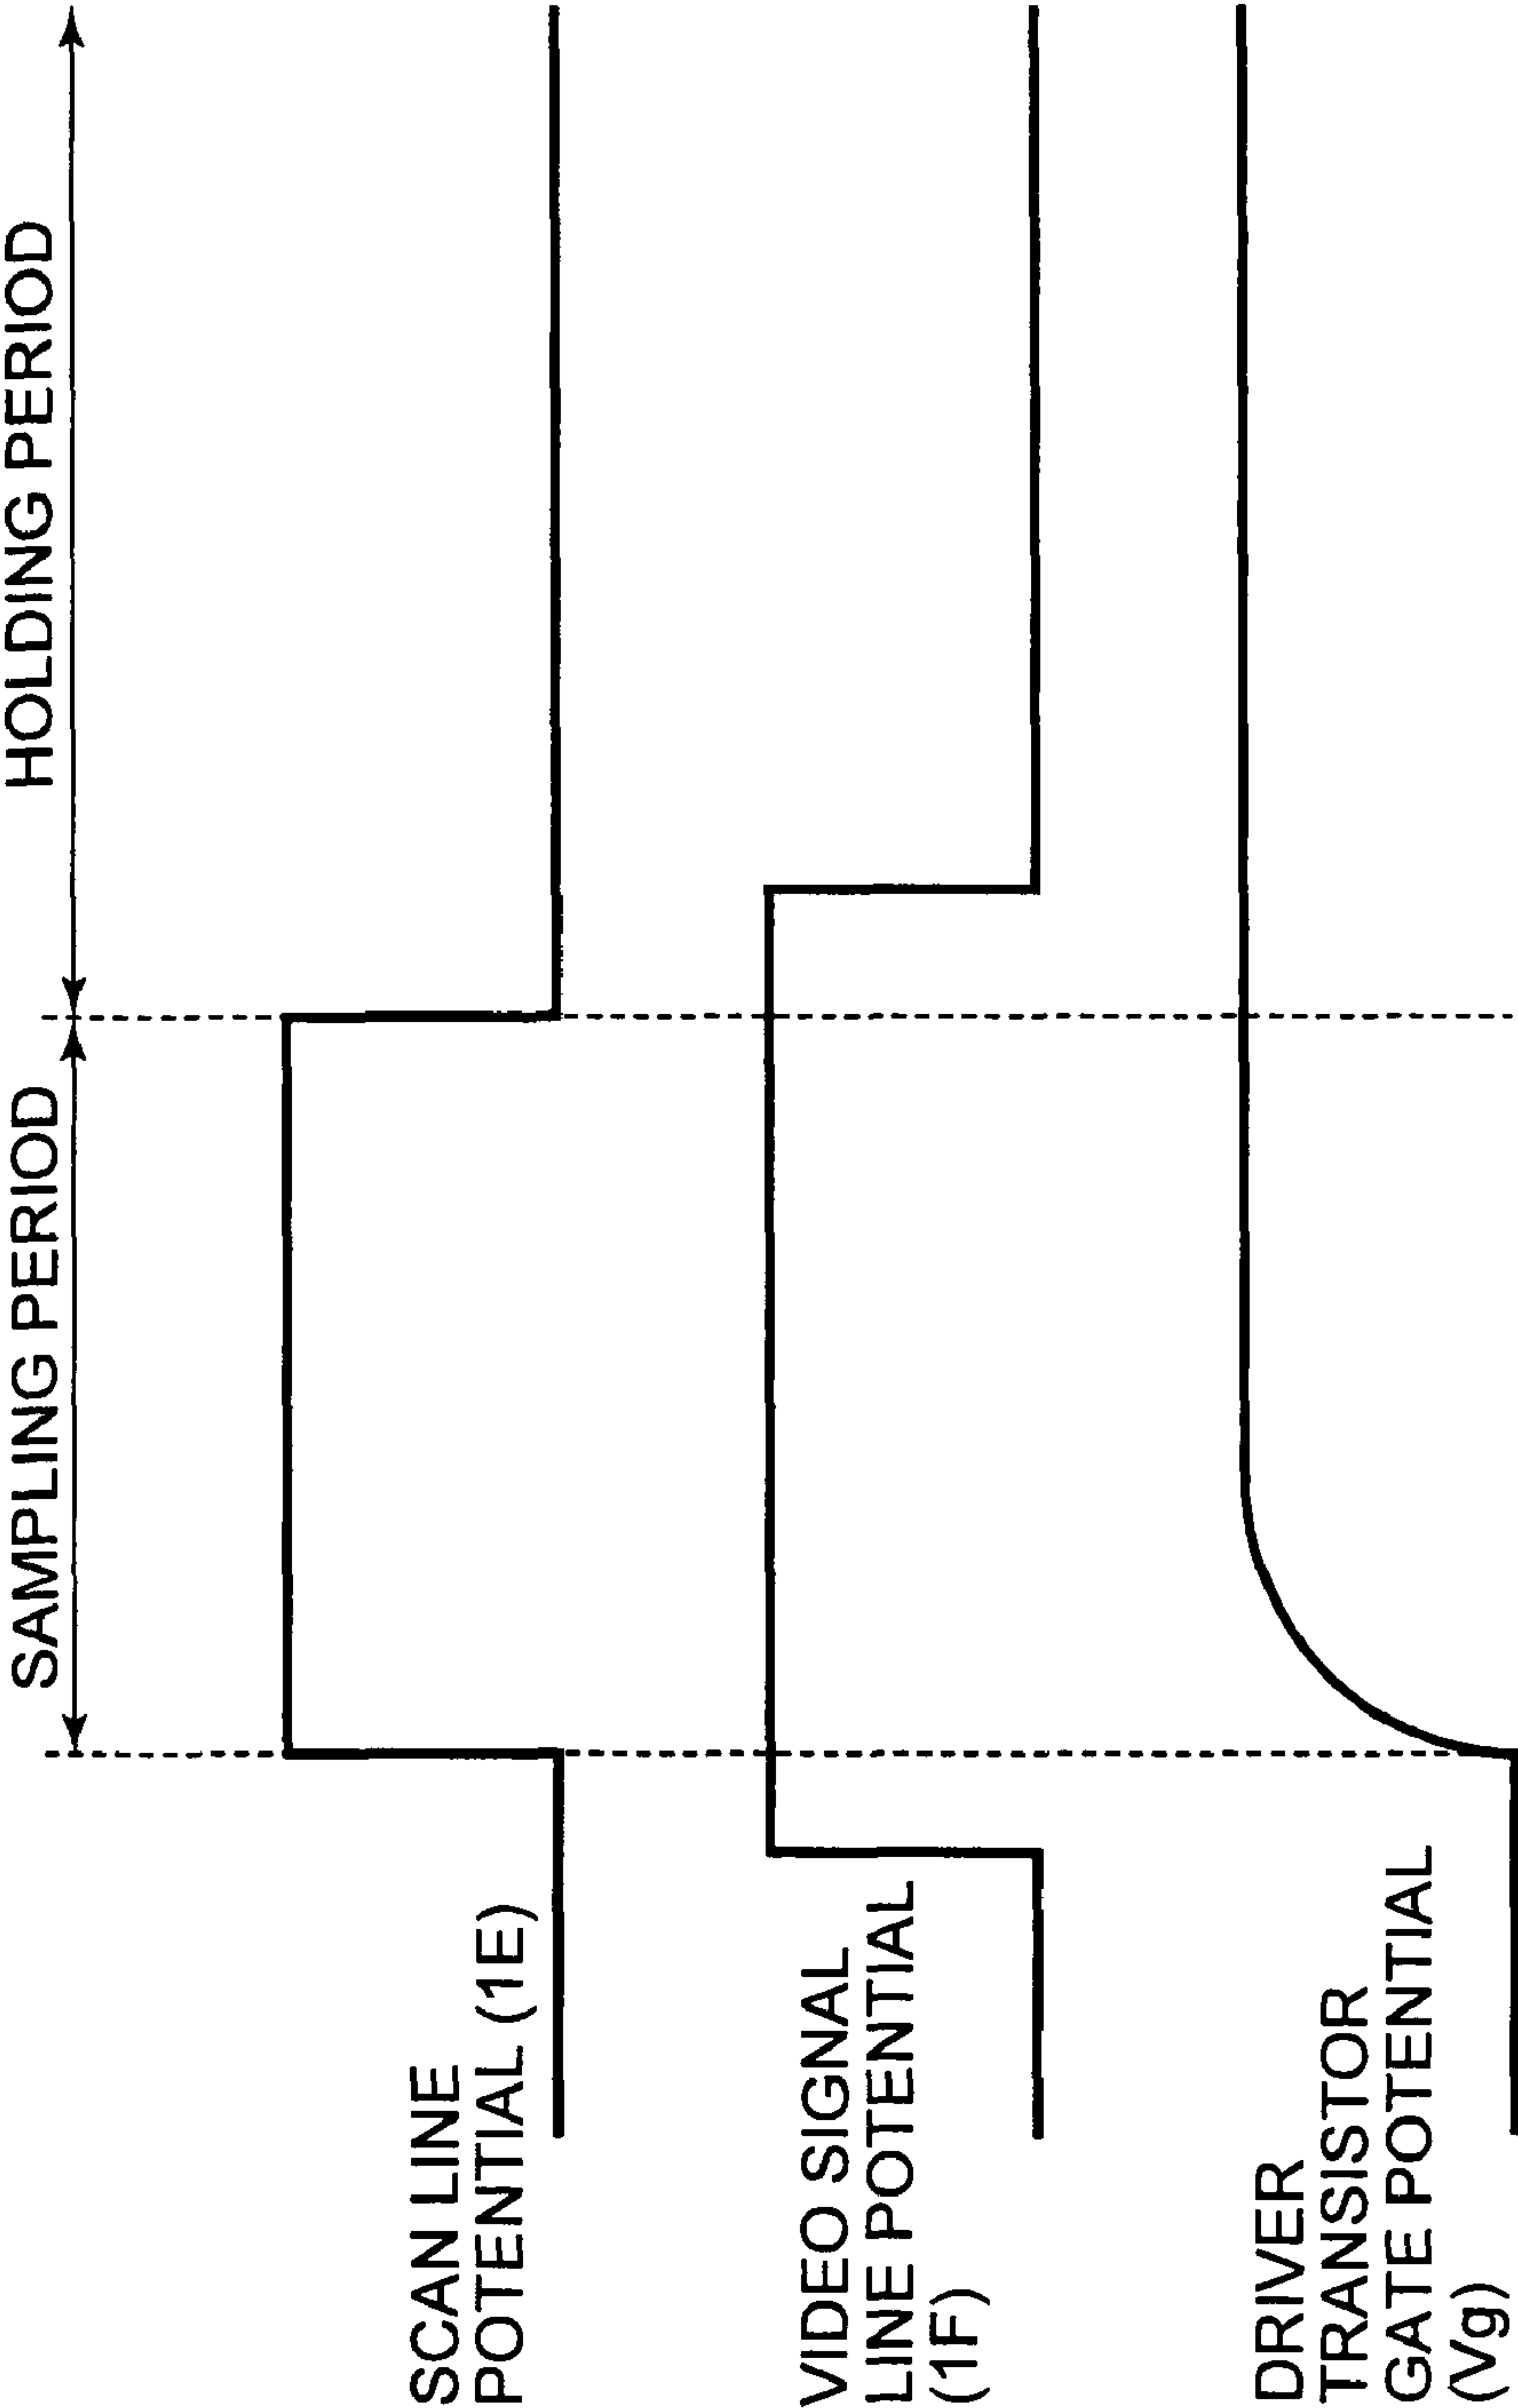 SAMPLING PERIOD
HOLDING PERIOD
SCAN LINE
POTENTIAL (1E)
VIDEO SIGNAL
LINE POTENTIAL
(1F)
DRIVER
TRANSISTOR
GATE POTENTIAL
(Vg)